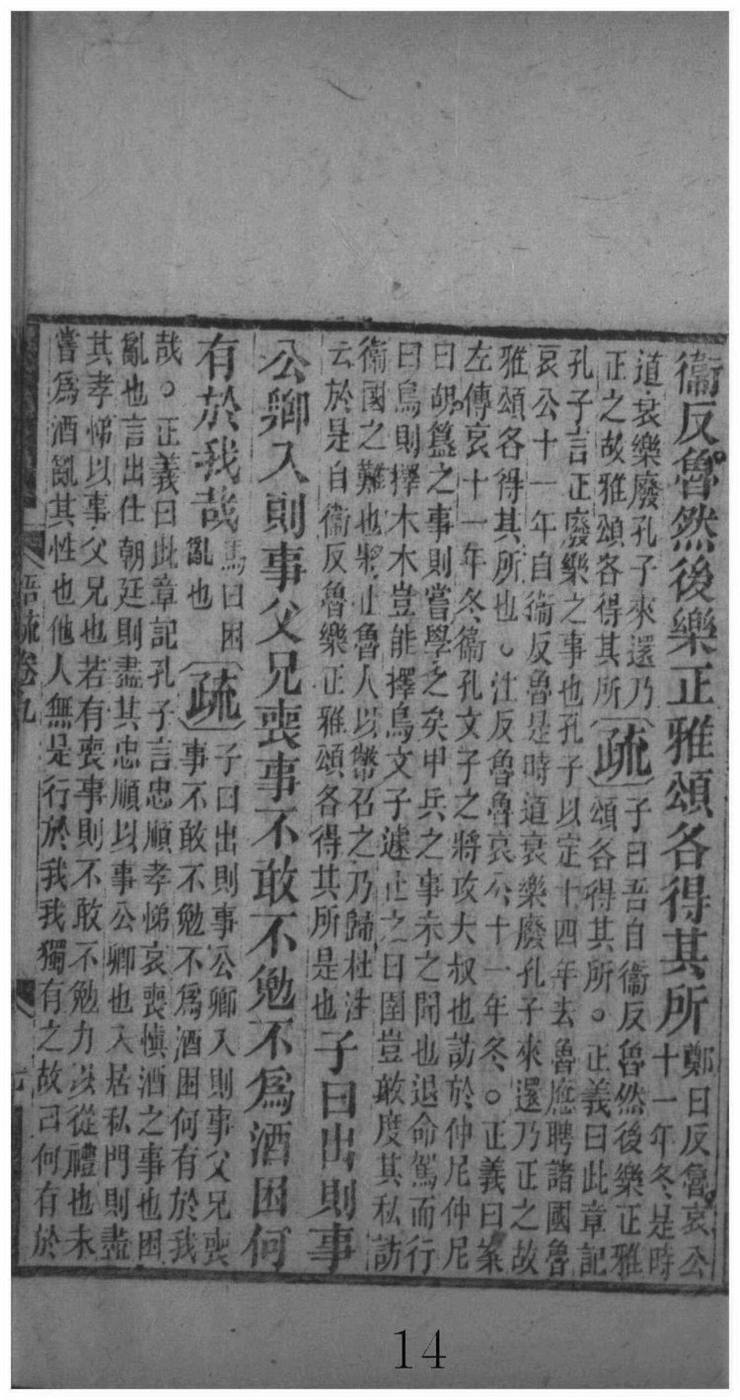 衞反魯然後樂正雅頌各得其所鄭曰反魯哀公
十一年冬是時
道衰樂廢孔子來還乃
正之故雅頌各得其所疏子曰吾自衞反魯然後樂正雅
頌各得其所○正義曰此章記
孔子言正廢樂之事也孔子以定十四年去魯應聘諸國魯
哀公十一年自衞反魯是時道衰樂廢孔子來還乃正之故
雅頌各得其所也○注反魯魯哀公十一年冬○正義曰案
左傳哀十一年冬衞孔文子之將攻大叔也訪於仲尼仲尼
曰胡簋之事則嘗學之矣甲兵之事未之聞也退命駕而行
曰鳥則擇木木豈能擇鳥文子遽止之曰圉豈敢度其私訪
衞國之難也將止魯人以幣召之乃歸杜注
云於是自衞反魯樂正雅頌各得其所是也子曰出則事
公卿入則事父兄喪事不敢不勉不爲酒困何
有於我哉馬曰困
亂也疏子曰出則事公卿入則事父兄喪
事不敢不勉不爲酒困何有於我
哉○正義曰此章記孔子言忠順孝悌哀喪愼酒之事也困
亂也言出仕朝廷則盡其忠順以事公卿也入居私門則盡
其孝悌以事父兄也若有喪事則不敢不勉力以從禮也未
嘗爲酒亂其性也他人無是行於我我獨有之故曰何有於
語疏卷九
14